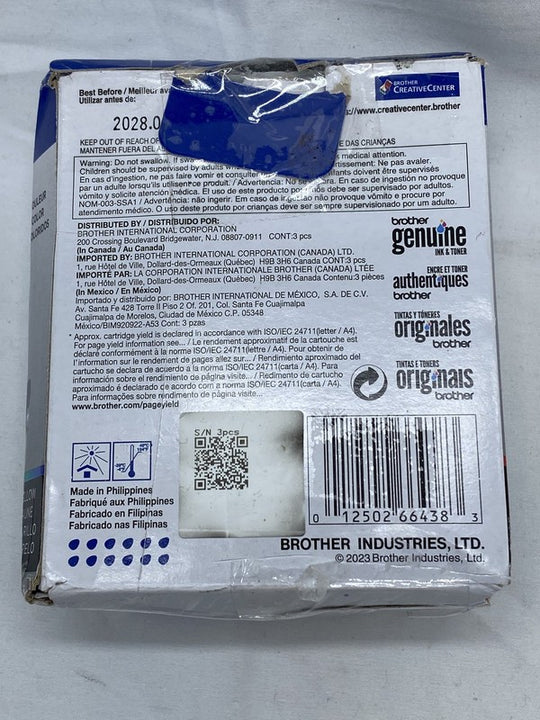 Best Before / Meilleur
Utilizar antes de:
2028.0
BROTHER
CREATIVECENTER
://www.creativecenter.brother
KEEP OUT OF REACH OF
MANTENER FUERA DEL
E DAS CRIANÇAS
Warning: Do not swallow. If swa s medical attention.
Children should be supervised by adults w rtissement: Ne pas avaler.
En cas d'ingestion, ne pas faire vomir et consulter fants doivent être supervisés
par un adulte lorsqu'ils utilisent ce produit. / Advertencia: No se ingestión no provoque
vómito y solicite atención médica. El uso de este producto por niños debe ser supervisado por un adulto.
NOM-003-SSA1 / Advertência: não ingerir. Em caso de ingestão não provoque vômito e procure por
atendimento médico. O uso deste produto por crianças deve ser sempre supervisionado por um adulto.
DISTRIBUTED BY / DISTRIBUIDO POR:
BROTHER INTERNATIONAL CORPORATION
200 Crossing Boulevard Bridgewater, N.J. 08807-0911 CONT:3 pcs
(In Canada / Au Canada)
IMPORTED BY: BROTHER INTERNATIONAL CORPORATION (CANADA) LTD.
1, rue Hôtel de Ville, Dollard-des-Ormeaux (Québec) H9B 3H6 Canada CONT:3 pcs
IMPORTÉ PAR: LA CORPORATION INTERNATIONALE BROTHER (CANADA) LTÉE
1, rue Hôtel de Ville, Dollard-des-Ormeaux (Québec) H9B 3H6 Canada Contenu:3 pièces
(In Mexico / En México)
Importado y distribuido por: BROTHER INTERNATIONAL DE MÉXICO, S.A. DE C.V.
Av. Santa Fe 428 Torre II Piso 2 Of. 201, Col. Santa Fe Cuajimalpa
Cuajimalpa de Morelos, Ciudad de México C.P. 05348
México/BIM920922-A53 Cont: 3 pzas
* Approx. cartridge yield is declared in accordance with ISO/IEC 24711(letter / A4).
For page yield information see... / Le rendement approximatif de la cartouche est
déclaré conformément à la norme ISO/IEC 24711(lettre / A4). Pour obtenir de
l'information sur le rendement de pages allez sur... / Rendimiento aproximado del
cartucho se declara de acuerdo a la norma ISO/IEC 24711(carta / A4). Para
información sobre el rendimiento de página visite... / Redimento do cartucho
aproximado é declarado de acordo com a norma ISO/IEC 24711(carta / A4).
Para informações sobre rendimento de página visite...
www.brother.com/pageyield
brother
genuine
INK & TONER
ENCRE ET TONER
authentiques
brother
TINTAS Y TÓNERES
originales
brother
TINTAS E TONERS
originais
brother
S/N 3pcs
Made in Philippines
Fabriqué aux Philippines
Fabricado en Filipinas
Fabricado nas Filipinas
0 12502 66438 3
BROTHER INDUSTRIES, LTD.
© 2023 Brother Industries, Ltd.